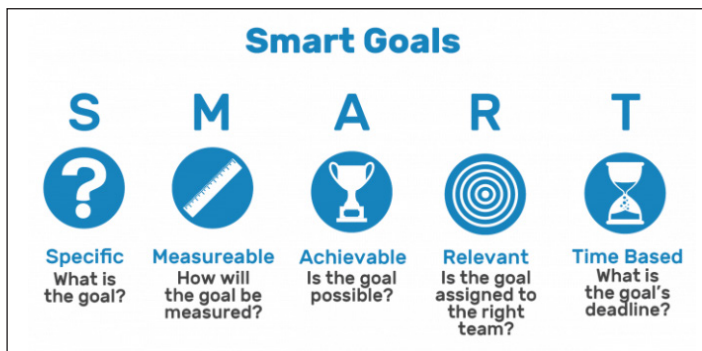 Smart Goals
S M A R T
?
Specific Measureable Achievable Relevant Time Based
What is the goal?
How will the goal be measured?
Is the goal possible?
Is the goal assigned to the right team?
What is the goal's deadline?